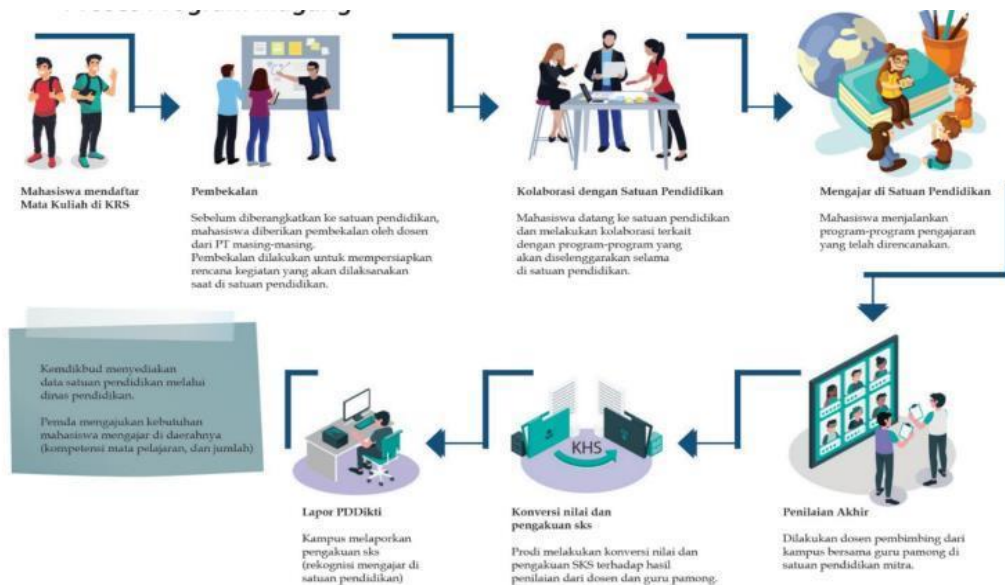 Mahasiswa mendaftar
Mata Kuliah di KRS
Pembekalan
Sebelum diberangkatkan ke satuan pendidikan,
mahasiswa diberikan pembekalan oleh dosen
dari PT masing-masing.
Pembekalan dilakukan untuk mempersiapkan
rencana kegiatan yang akan dilaksanakan
saat di satuan pendidikan.
Kolaborasi dengan Satuan Pendidikan
Mahasiswa datang ke satuan pendidikan
dan melakukan kolaborasi terkait
dengan program-program yang
akan diselenggarakan selama
di satuan pendidikan.
Mengajar di Satuan Pendidikan
Mahasiswa menjalankan
program-program pengajaran
yang telah direncanakan.
Kemdikbud menyediakan
data satuan pendidikan melalui
dinas pendidikan.
Pemda mengajukan kebutuhan
mahasiswa mengajar di daerahnya
(kompetensi mata pelajaran, dan jumlah)
Lapor PDDikti
Kampus melaporkan
pengakuan sks
(rekognisi mengajar di
satuan pendidikan)
KHS
Konversi nilai dan
pengakuan sks
Prodi melakukan konversi nilai dan
pengakuan SKS terhadap hasil
penilaian dari dosen dan guru pamong.
Penilaian Akhir
Dilakukan dosen pembimbing dari
kampus bersama guru pamong di
satuan pendidikan mitra.